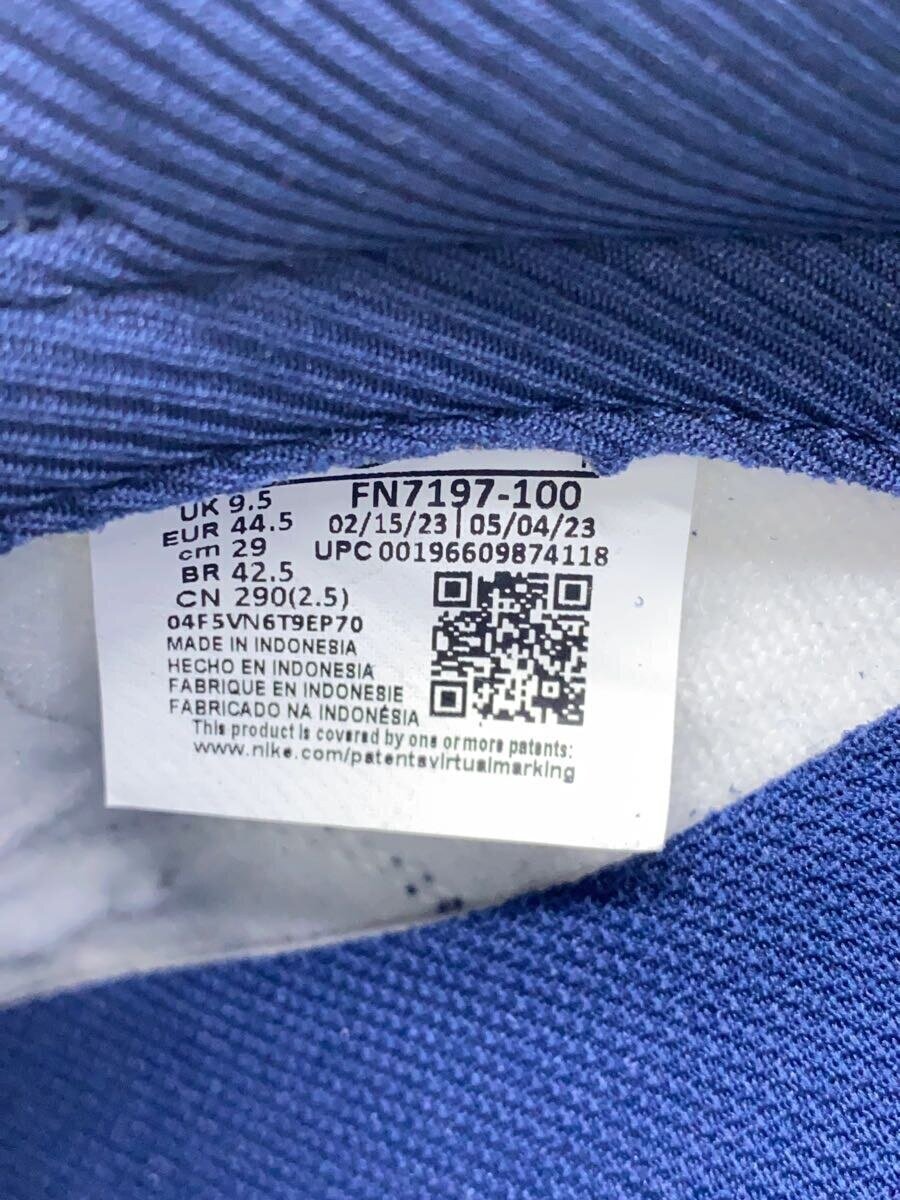 UK 9.5
EUR 44.5
cm 29
BR 42.5
CN 290(2.5)
04F5VN6T9EP70
FN7197-100
02/15/23 | 05/04/23
UPC 00196609874118
MADE IN INDONESIA
HECHO EN INDONESIA
FABRIQUE EN INDONESIE
FABRICADO NA INDONÉSIA
This product is covered by one or more patents:
www.nike.com/patentsvirtualmarking